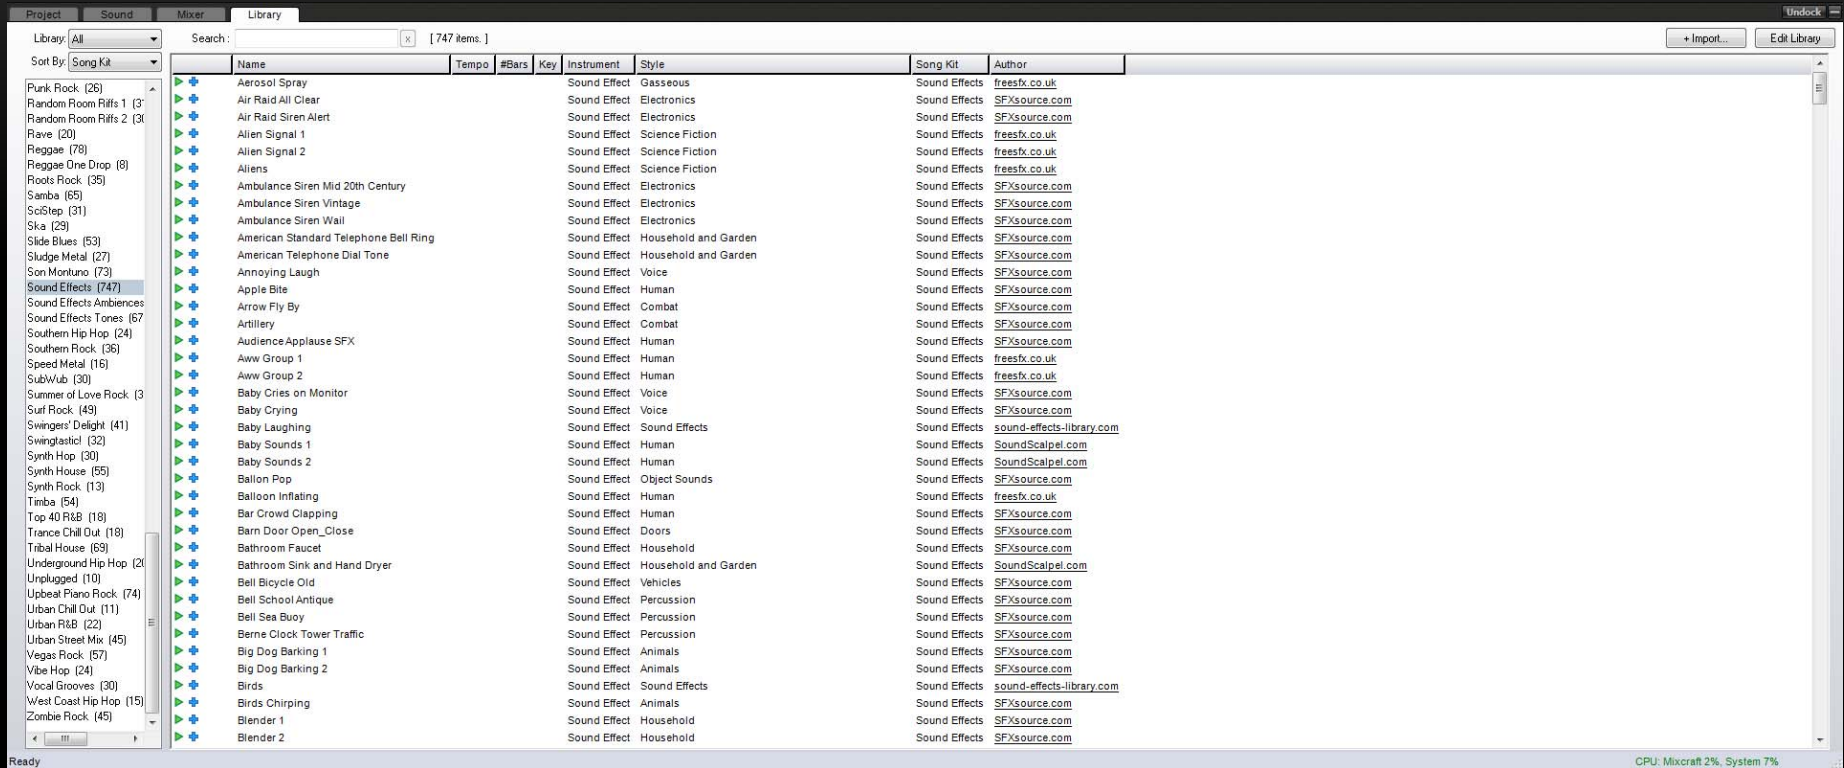 Project Sound Mixer Library Undock
Library: All Search : x [ 747 items. ] + Import... Edit Library
Sort By: Song Kit
Name Tempo #Bars Key Instrument Style Song Kit Author
Punk Rock (26)
Random Room Riffs 1
Random Room Riffs 2
Rave (20)
Reggae (78)
Reggae One Drop (8)
Roots Rock (35)
Samba (65)
SciStep (31)
Ska (29)
Slide Blues (53)
Sludge Metal (27)
Son Montuno (73)
Sound Effects (747)
Sound Effects Ambiences
Sound Effects Tones (67
Southern Hip Hop (24)
Southern Rock (36)
Speed Metal (16)
SubWub (30)
Summer of Love Rock (3
Surf Rock (49)
Swingers' Delight (41)
Swingtastic! (32)
Synth Hop (30)
Synth House (55)
Synth Rock (13)
Timba (54)
Top 40 R&B (18)
Trance Chill Out (18)
Tribal House (69)
Underground Hip Hop
Unplugged (10)
Upbeat Piano Rock (74)
Urban Chill Out (11)
Urban R&B (22)
Urban Street Mix (45)
Vegas Rock (57)
Vibe Hop (24)
Vocal Grooves (30)
West Coast Hip Hop (15)
Zombie Rock (45)
Aerosol Spray Sound Effect Gasseous Sound Effects freesfx.co.uk
Air Raid All Clear Sound Effect Electronics Sound Effects SFXsource.com
Air Raid Siren Alert Sound Effect Electronics Sound Effects SFXsource.com
Alien Signal 1 Sound Effect Science Fiction Sound Effects freesfx.co.uk
Alien Signal 2 Sound Effect Science Fiction Sound Effects freesfx.co.uk
Aliens Sound Effect Science Fiction Sound Effects freesfx.co.uk
Ambulance Siren Mid 20th Century Sound Effect Electronics Sound Effects SFXsource.com
Ambulance Siren Vintage Sound Effect Electronics Sound Effects SFXsource.com
Ambulance Siren Wail Sound Effect Electronics Sound Effects SFXsource.com
American Standard Telephone Bell Ring Sound Effect Household and Garden Sound Effects SFXsource.com
American Telephone Dial Tone Sound Effect Household and Garden Sound Effects SFXsource.com
Annoying Laugh Sound Effect Voice Sound Effects SFXsource.com
Apple Bite Sound Effect Human Sound Effects SFXsource.com
Arrow Fly By Sound Effect Combat Sound Effects SFXsource.com
Artillery Sound Effect Combat Sound Effects SFXsource.com
Audience Applause SFX Sound Effect Human Sound Effects SFXsource.com
Aww Group 1 Sound Effect Human Sound Effects freesfx.co.uk
Aww Group 2 Sound Effect Human Sound Effects freesfx.co.uk
Baby Cries on Monitor Sound Effect Voice Sound Effects SFXsource.com
Baby Crying Sound Effect Voice Sound Effects SFXsource.com
Baby Laughing Sound Effect Sound Effects Sound Effects sound-effects-library.com
Baby Sounds 1 Sound Effect Human Sound Effects SoundScalpel.com
Baby Sounds 2 Sound Effect Human Sound Effects SoundScalpel.com
Ballon Pop Sound Effect Object Sounds Sound Effects SFXsource.com
Balloon Inflating Sound Effect Human Sound Effects freesfx.co.uk
Bar Crowd Clapping Sound Effect Human Sound Effects SFXsource.com
Barn Door Open_Close Sound Effect Doors Sound Effects SFXsource.com
Bathroom Faucet Sound Effect Household Sound Effects SFXsource.com
Bathroom Sink and Hand Dryer Sound Effect Household and Garden Sound Effects SoundScalpel.com
Bell Bicycle Old Sound Effect Vehicles Sound Effects SFXsource.com
Bell School Antique Sound Effect Percussion Sound Effects SFXsource.com
Bell Sea Buoy Sound Effect Percussion Sound Effects SFXsource.com
Berne Clock Tower Traffic Sound Effect Percussion Sound Effects SFXsource.com
Big Dog Barking 1 Sound Effect Animals Sound Effects SFXsource.com
Big Dog Barking 2 Sound Effect Animals Sound Effects SFXsource.com
Birds Sound Effect Sound Effects Sound Effects sound-effects-library.com
Birds Chirping Sound Effect Animals Sound Effects SFXsource.com
Blender 1 Sound Effect Household Sound Effects SFXsource.com
Blender 2 Sound Effect Household Sound Effects SFXsource.com
Ready CPU: Mixcraft 2%, System 7%